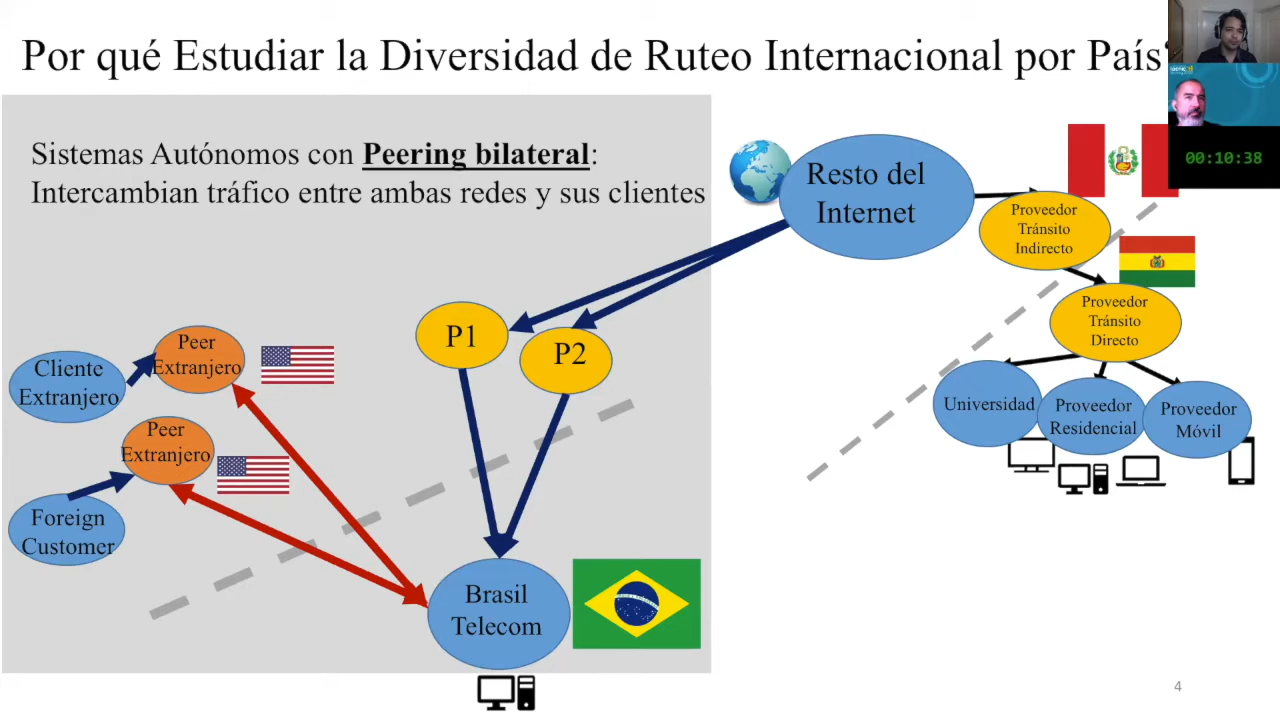 Por qué Estudiar la Diversidad de Ruteo Internacional por País
Sistemas Autónomos con Peering bilateral:
Intercambian tráfico entre ambas redes y sus clientes
Resto del
Internet
Proveedor
Tránsito
Indirecto
Proveedor
Tránsito
Directo
Universidad
Proveedor
Residencial
Proveedor
Móvil
P1
P2
Peer
Extranjero
Cliente
Extranjero
Peer
Extranjero
Foreign
Customer
Brasil
Telecom
00:10:38
4